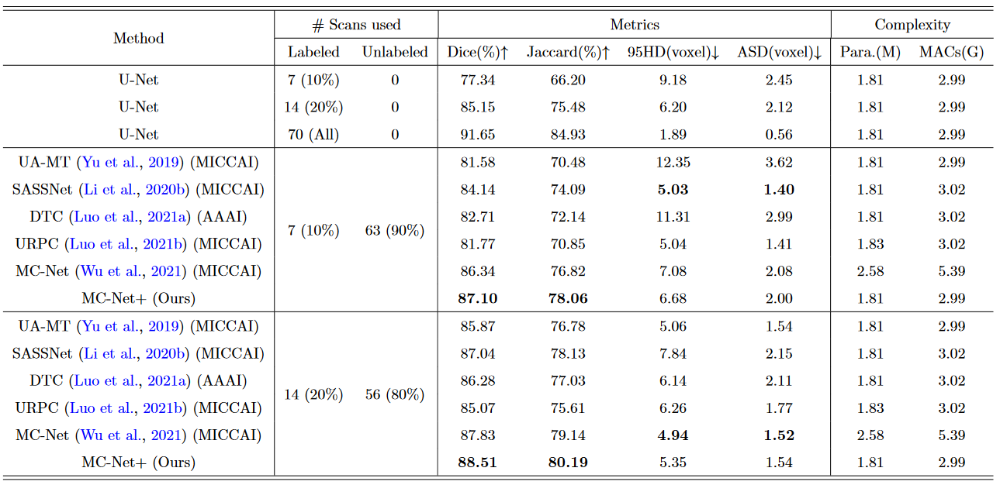 Method # Scans used Metrics Complexity
Labeled Unlabeled Dice(%)↑ Jaccard(%)↑ 95HD(voxel)↓ ASD(voxel)↓ Para.(M) MACs(G)
U-Net 7 (10%) 0 77.34 66.20 9.18 2.45 1.81 2.99
U-Net 14 (20%) 0 85.15 75.48 6.20 2.12 1.81 2.99
U-Net 70 (All) 0 91.65 84.93 1.89 0.56 1.81 2.99
UA-MT (Yu et al., 2019) (MICCAI) 81.58 70.48 12.35 3.62 1.81 2.99
SASSNet (Li et al., 2020b) (MICCAI) 84.14 74.09 5.03 1.40 1.81 3.02
DTC (Luo et al., 2021a) (AAAI) 82.71 72.14 11.31 2.99 1.81 3.02
7 (10%) 63 (90%)
URPC (Luo et al., 2021b) (MICCAI) 81.77 70.85 5.04 1.41 1.83 3.02
MC-Net (Wu et al., 2021) (MICCAI) 86.34 76.82 7.08 2.08 2.58 5.39
MC-Net+ (Ours) 87.10 78.06 6.68 2.00 1.81 2.99
UA-MT (Yu et al., 2019) (MICCAI) 85.87 76.78 5.06 1.54 1.81 2.99
SASSNet (Li et al., 2020b) (MICCAI) 87.04 78.13 7.84 2.15 1.81 3.02
DTC (Luo et al., 2021a) (AAAI) 86.28 77.03 6.14 2.11 1.81 3.02
14 (20%) 56 (80%)
URPC (Luo et al., 2021b) (MICCAI) 85.07 75.61 6.26 1.77 1.83 3.02
MC-Net (Wu et al., 2021) (MICCAI) 87.83 79.14 4.94 1.52 2.58 5.39
MC-Net+ (Ours) 88.51 80.19 5.35 1.54 1.81 2.99